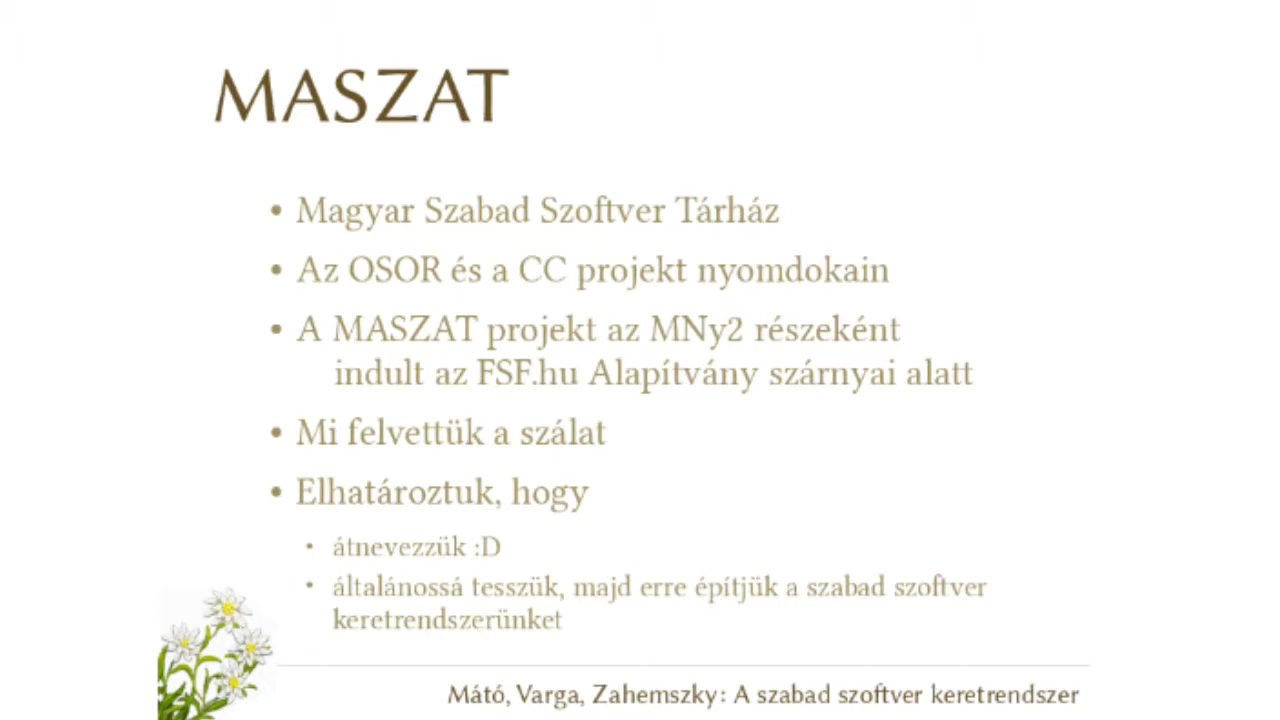 MASZAT
• Magyar Szabad Szoftver Tárház
• Az OSOR és a CC projekt nyomdokain
• A MASZAT projekt az MNy2 részeként
indult az FSF.hu Alapítvány szárnyai alatt
• Mi felvettük a szálat
• Elhatároztuk, hogy
• átnevezzük :D
• általánossá tesszük, majd erre építjük a szabad szoftver
keretrendszerünket
Mátó, Varga, Zahemszky: A szabad szoftver keretrendszer